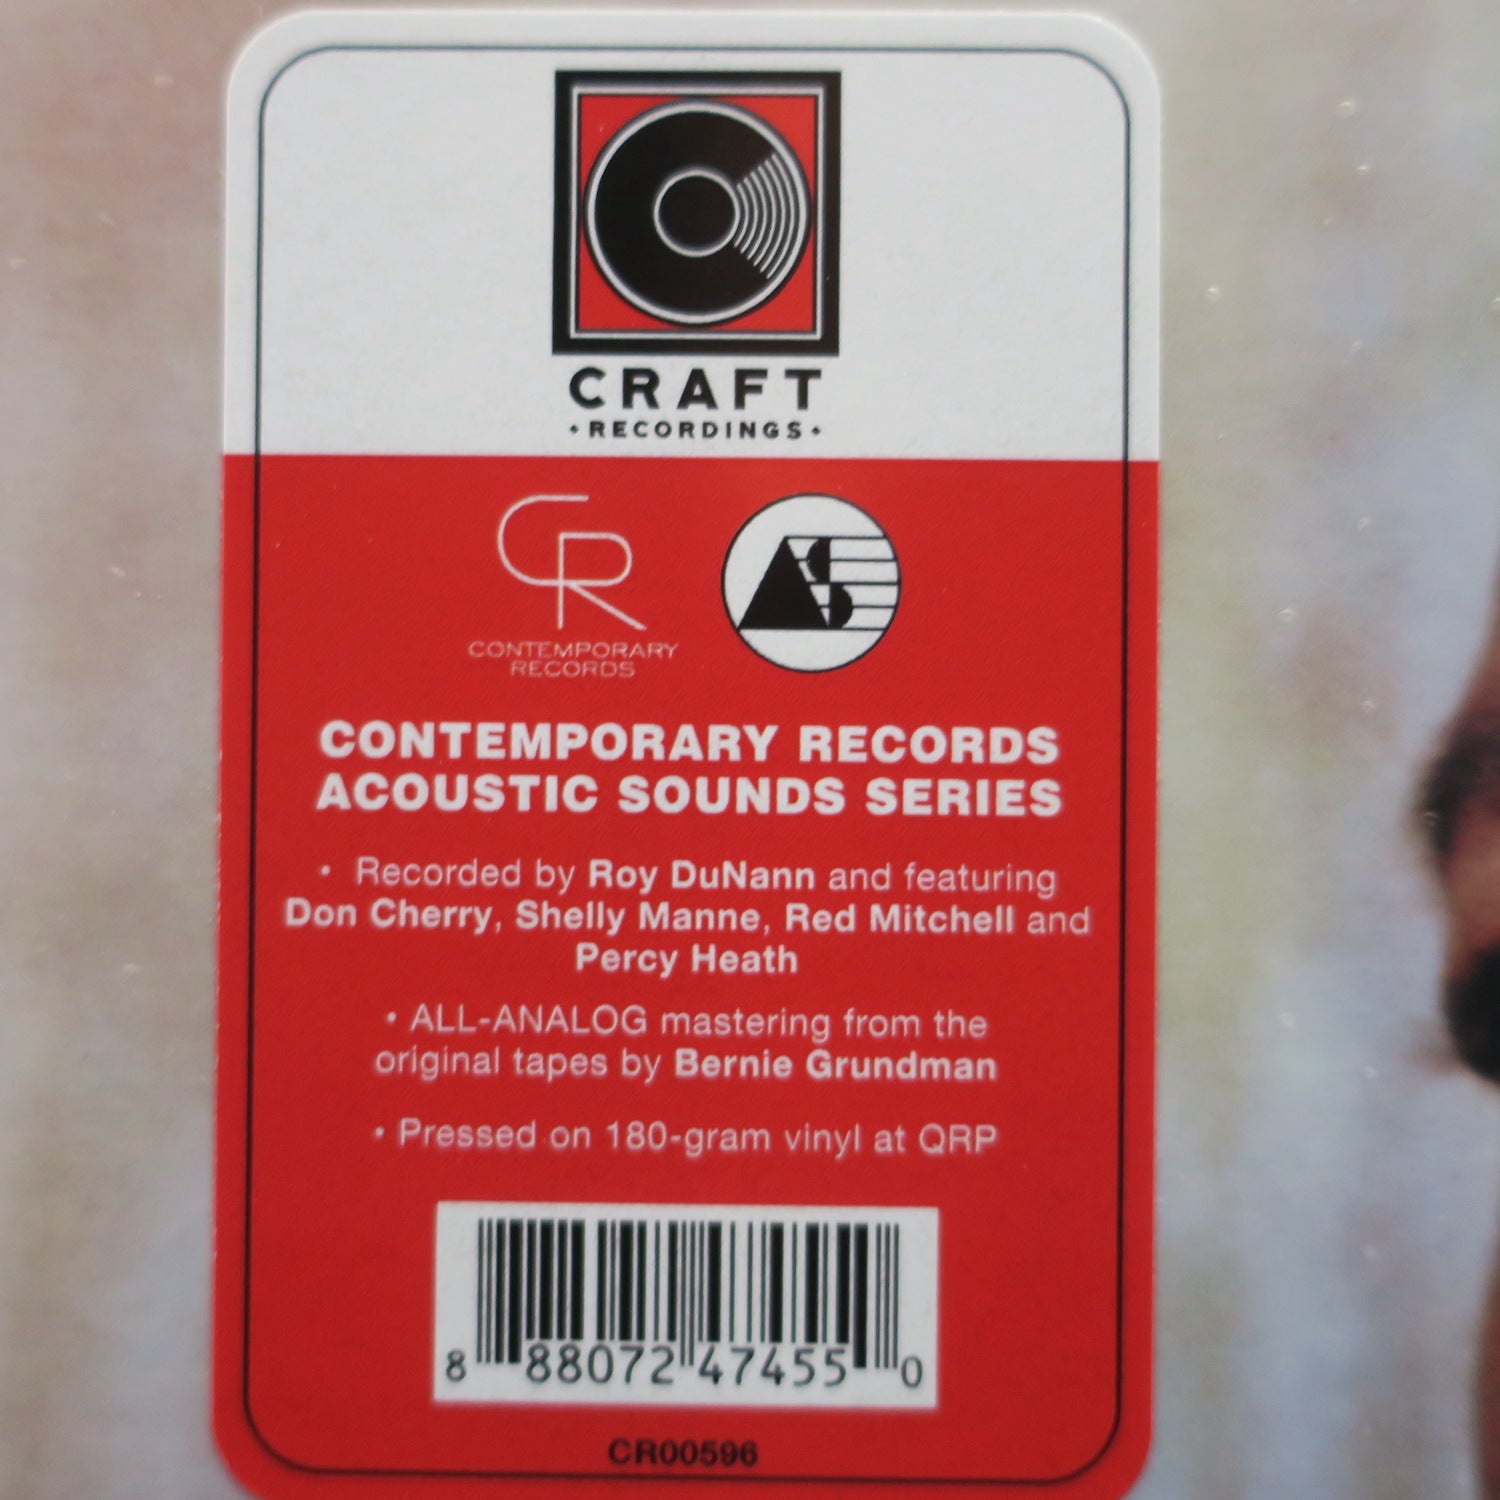 CRAFT
• RECORDINGS •
CR
AS
CONTEMPORARY
RECORDS
CONTEMPORARY RECORDS
ACOUSTIC SOUNDS SERIES
• Recorded by Roy DuNann and featuring
Don Cherry, Shelly Manne, Red Mitchell and
Percy Heath
• ALL-ANALOG mastering from the
original tapes by Bernie Grundman
• Pressed on 180-gram vinyl at QRP
8 88072 47455 0
CR00596